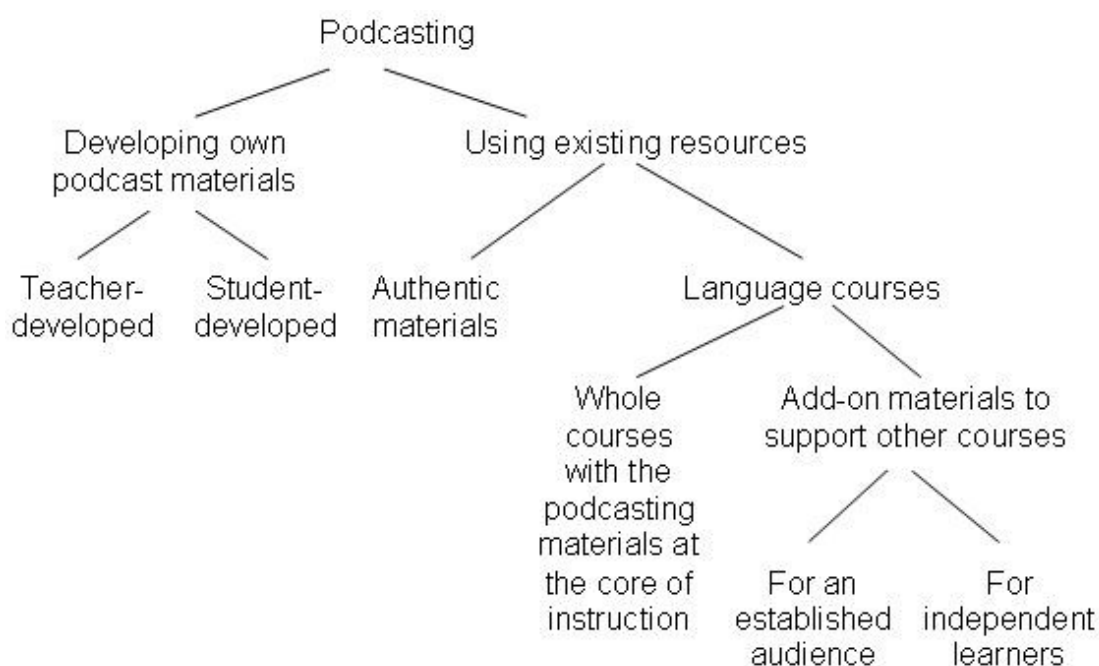 Podcasting
Developing own
podcast materials
Using existing resources
Teacher-
developed
Student-
developed
Authentic
materials
Language courses
Whole
courses
with the
podcasting
materials at
the core of
instruction
Add-on materials to
support other courses
For an
established
audience
For
independent
learners